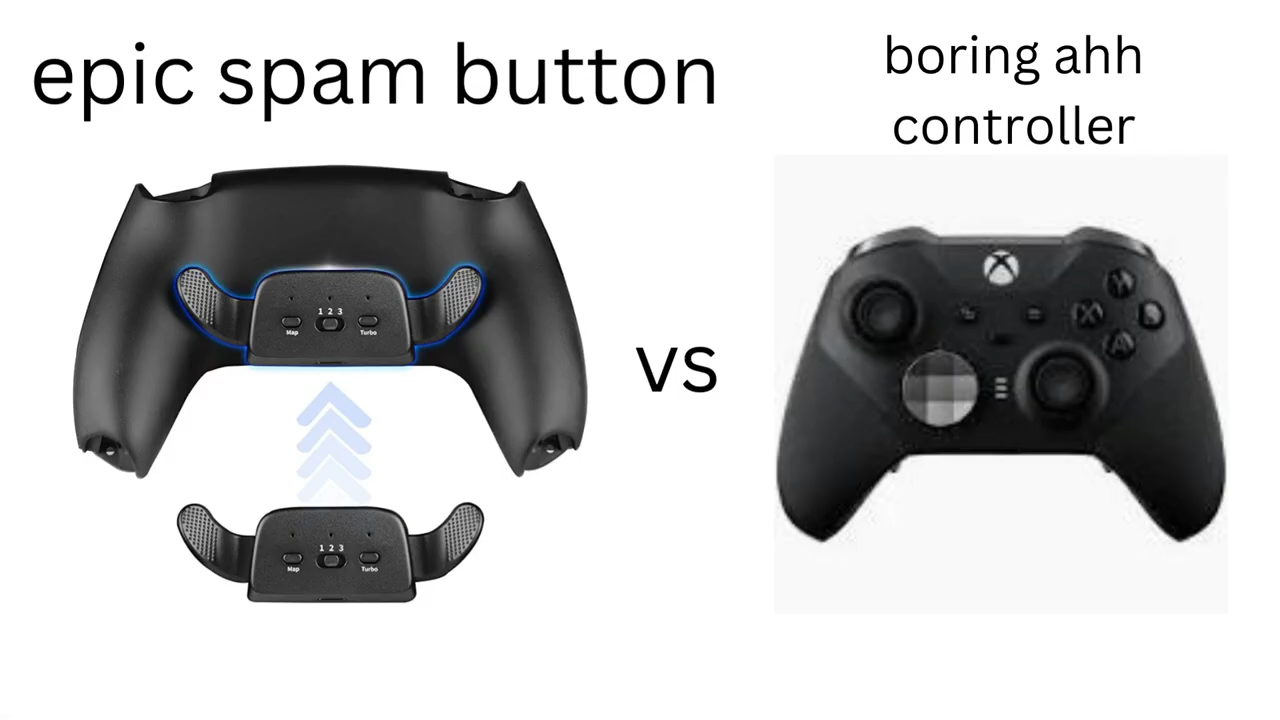 epic spam button
boring ahh
controller
vs
1 2 3
Map
Turbo
1 2 3
Map
Turbo
X
Y
X
A